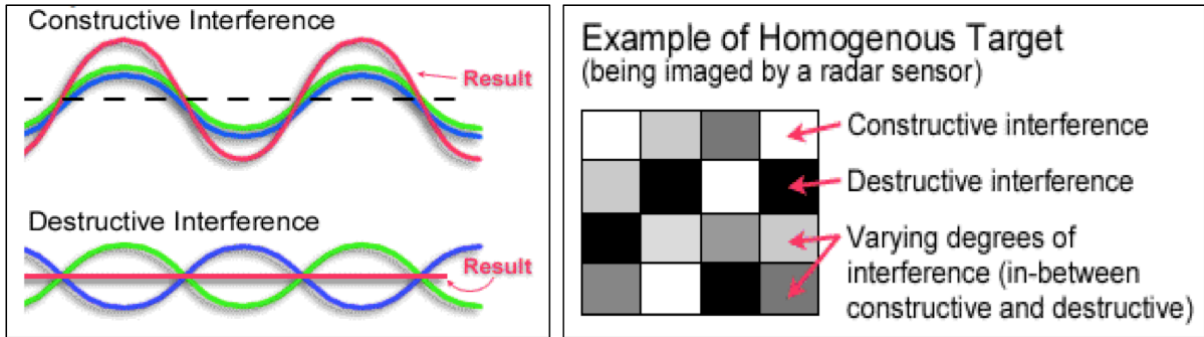 Constructive Interference
Result
Destructive Interference
Result
Example of Homogenous Target
(being imaged by a radar sensor)
Constructive interference
Destructive interference
Varying degrees of
interference (in-between
constructive and destructive)